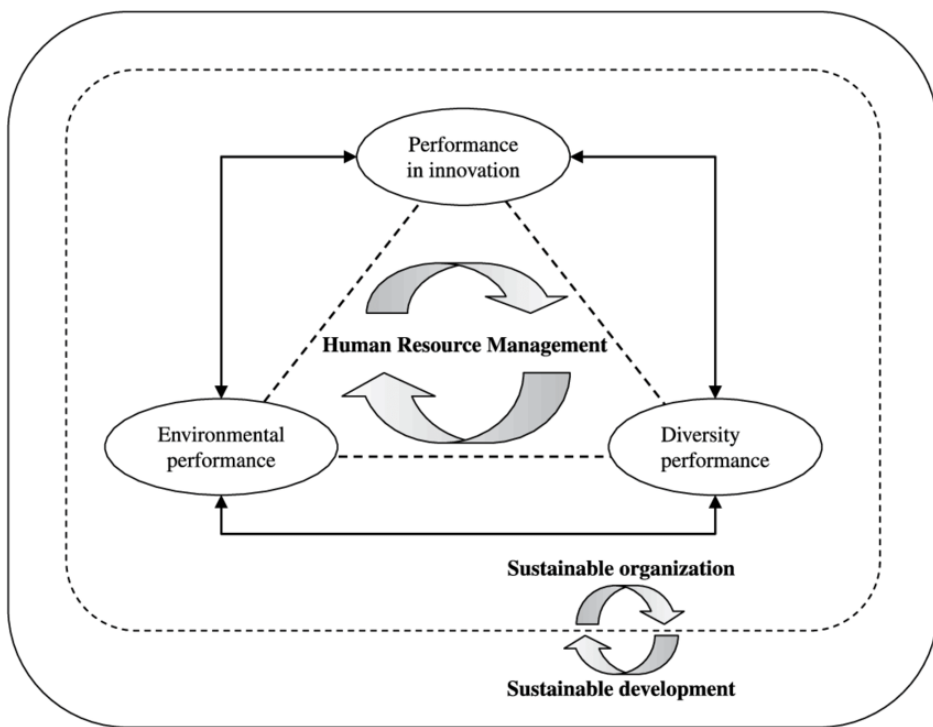 Performance
in innovation
Human Resource Management
Environmental
performance
Diversity
performance
Sustainable organization
Sustainable development